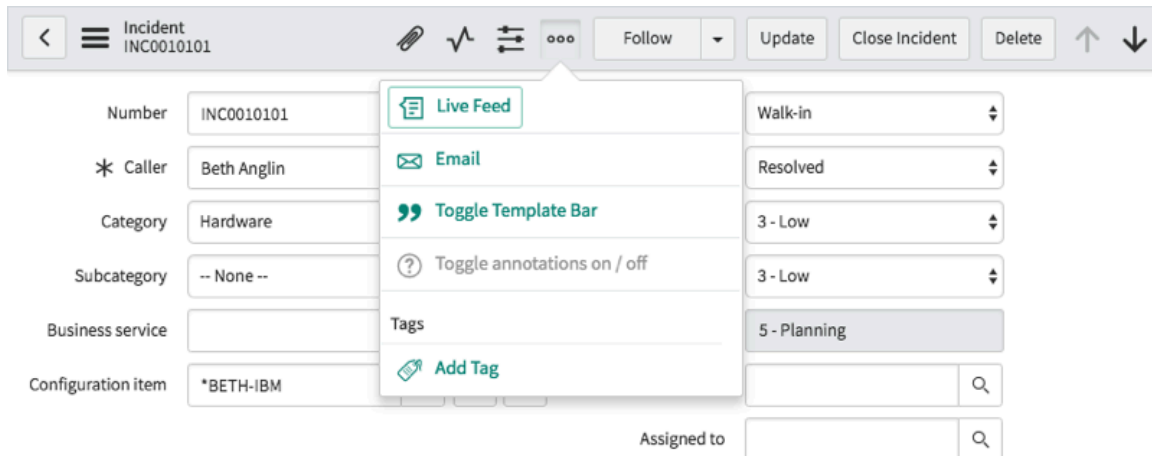 Incident
INC0010101
Follow
Update
Close Incident
Delete
Number
INC0010101
Live Feed
Walk-in
Caller
Beth Anglin
Email
Resolved
Category
Hardware
Toggle Template Bar
3 - Low
Subcategory
-- None --
Toggle annotations on / off
3 - Low
Business service
Tags
5 - Planning
Configuration item
*BETH-IBM
Add Tag
Assigned to